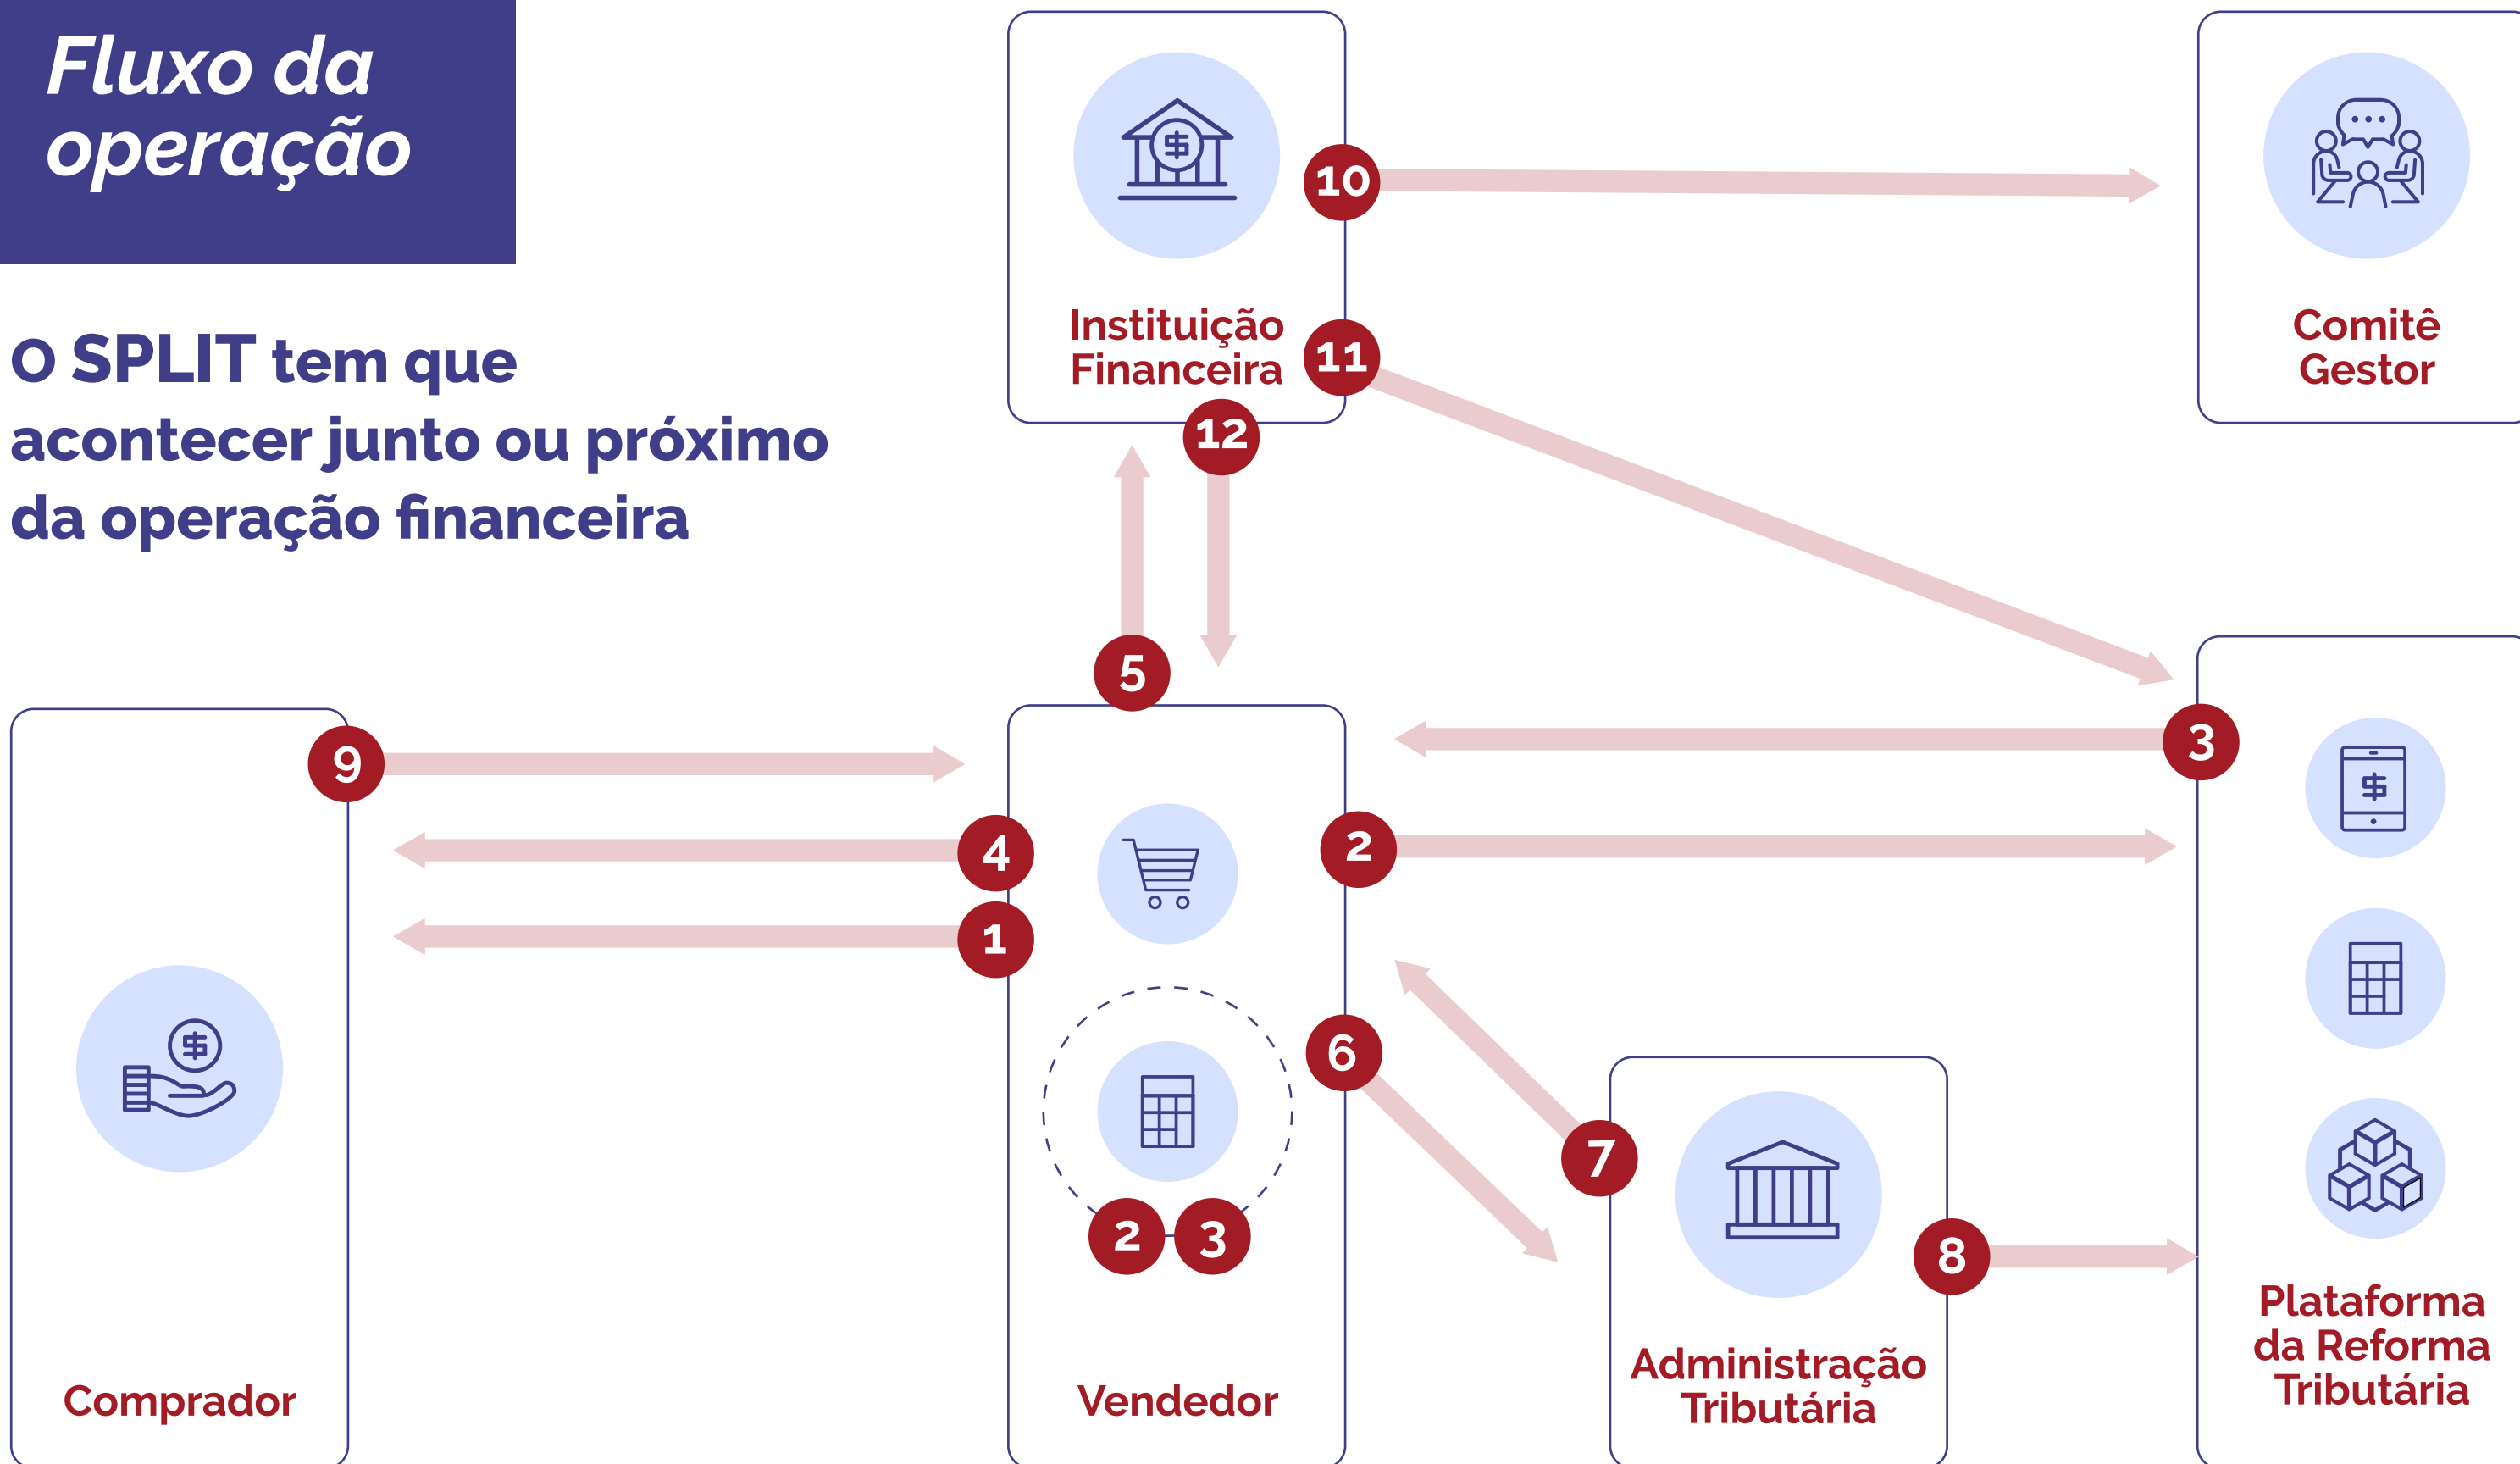 Fluxo da
operação
O SPLIT tem que
acontecer junto ou próximo
da operação financeira
10
Instituição
Financeira
11
12
Comitê
Gestor
5
3
9
4
2
1
6
7
2
3
8
Comprador
Vendedor
Administração
Tributária
Plataforma
da Reforma
Tributária